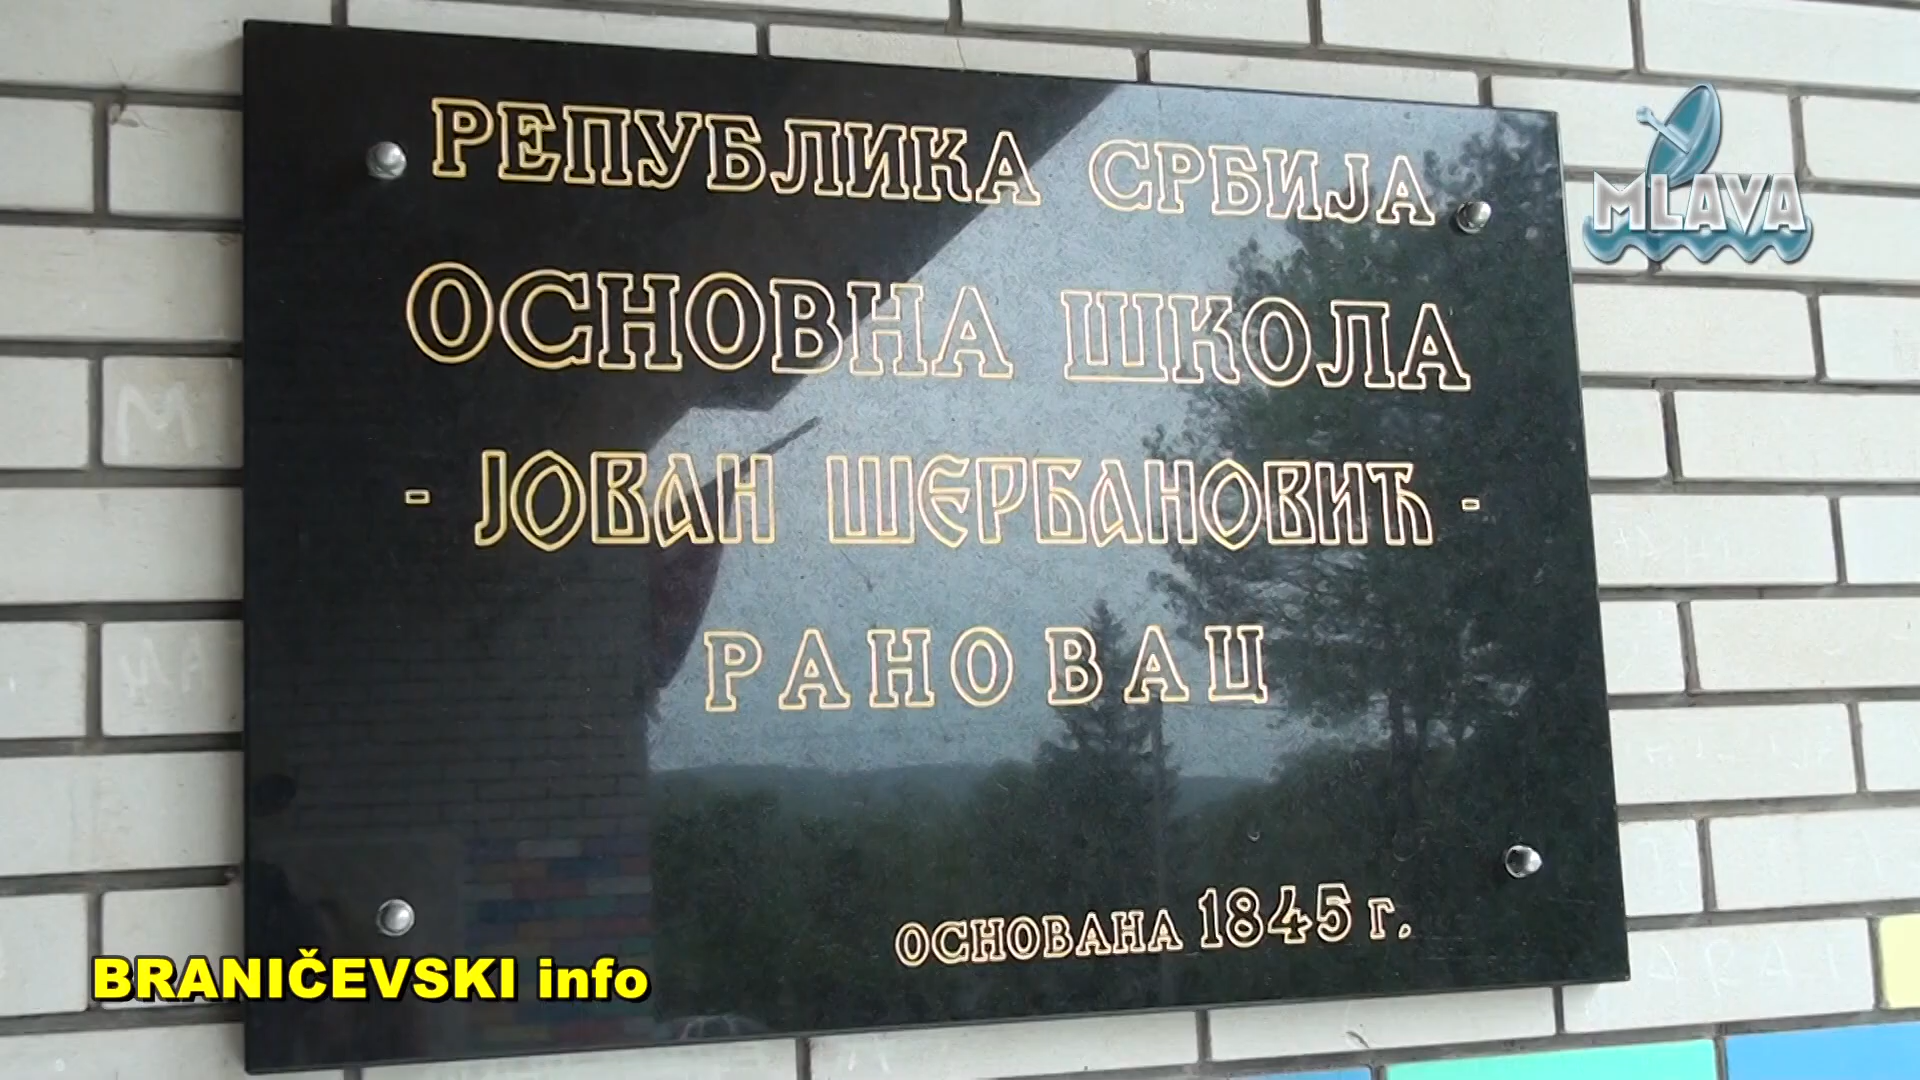 РЕПУБЛИКА СРБИЈА
MLAVA
ОСНОВНА ШКОЛА
- ЈОВАН ШЕРБАНОВИЋ -
РАНОВАЦ
ОСНОВАНА 1845 г.
BRANIČEVSKI info